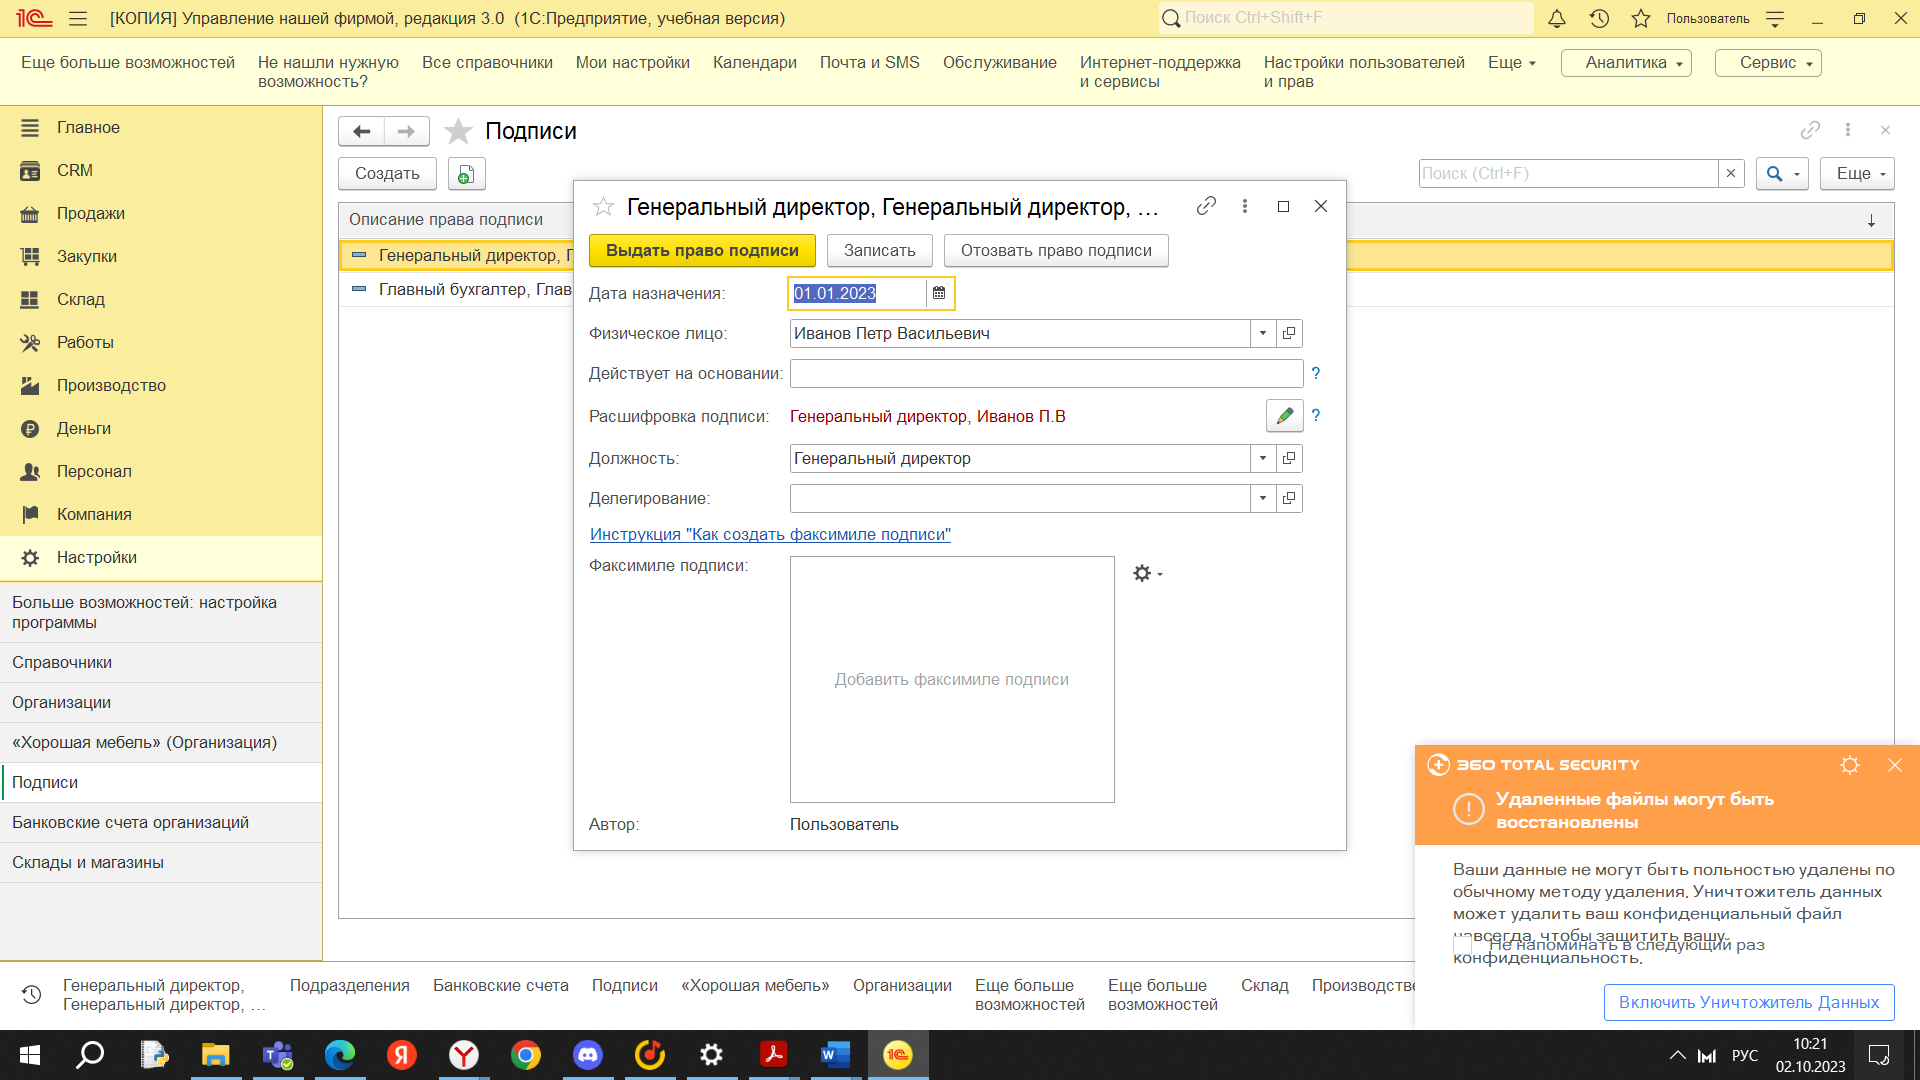 [КОПИЯ] Управление нашей фирмой, редакция 3.0 (1С:Предприятие, учебная версия)
Поиск Ctrl+Shift+F
Пользователь
Еще больше возможностей
Не нашли нужную
возможность?
Все справочники
Мои настройки
Календари
Почта и SMS
Обслуживание
Интернет-поддержка
и сервисы
Настройки пользователей
и прав
Еще
Аналитика
Сервис
Главное
CRM
Продажи
Закупки
Склад
Работы
Производство
Деньги
Персонал
Компания
Настройки
Больше возможностей: настройка
программы
Справочники
Организации
«Хорошая мебель» (Организация)
Подписи
Банковские счета организаций
Склады и магазины
Подписи
Создать
Поиск (Ctrl+F)
Еще
Описание права подписи
Генеральный директор, Г
Главный бухгалтер, Глав
Генеральный директор, Генеральный директор, ...
Выдать право подписи
Записать
Отозвать право подписи
Дата назначения:
01.01.2023
Физическое лицо:
Иванов Петр Васильевич
Действует на основании:
?
Расшифровка подписи:
Генеральный директор, Иванов П.В
?
Должность:
Генеральный директор
Делегирование:
Инструкция "Как создать факсимиле подписи"
Факсимиле подписи:
Добавить факсимиле подписи
Автор:
Пользователь
360 TOTAL SECURITY
Удаленные файлы могут быть
восстановлены
Ваши данные не могут быть польностью удалены по
обычному методу удаления. Уничтожитель данных
может удалить ваш конфиденциальный файл
навсегда, чтобы защитить вашу
Не напоминать в следующий раз
конфиденциальность.
Включить Уничтожитель Данных
Генеральный директор,
Генеральный директор, ...
Подразделения
Банковские счета
Подписи
«Хорошая мебель»
Организации
Еще больше
возможностей
Еще больше
возможностей
Склад
Производстве
РУС
10:21
02.10.2023